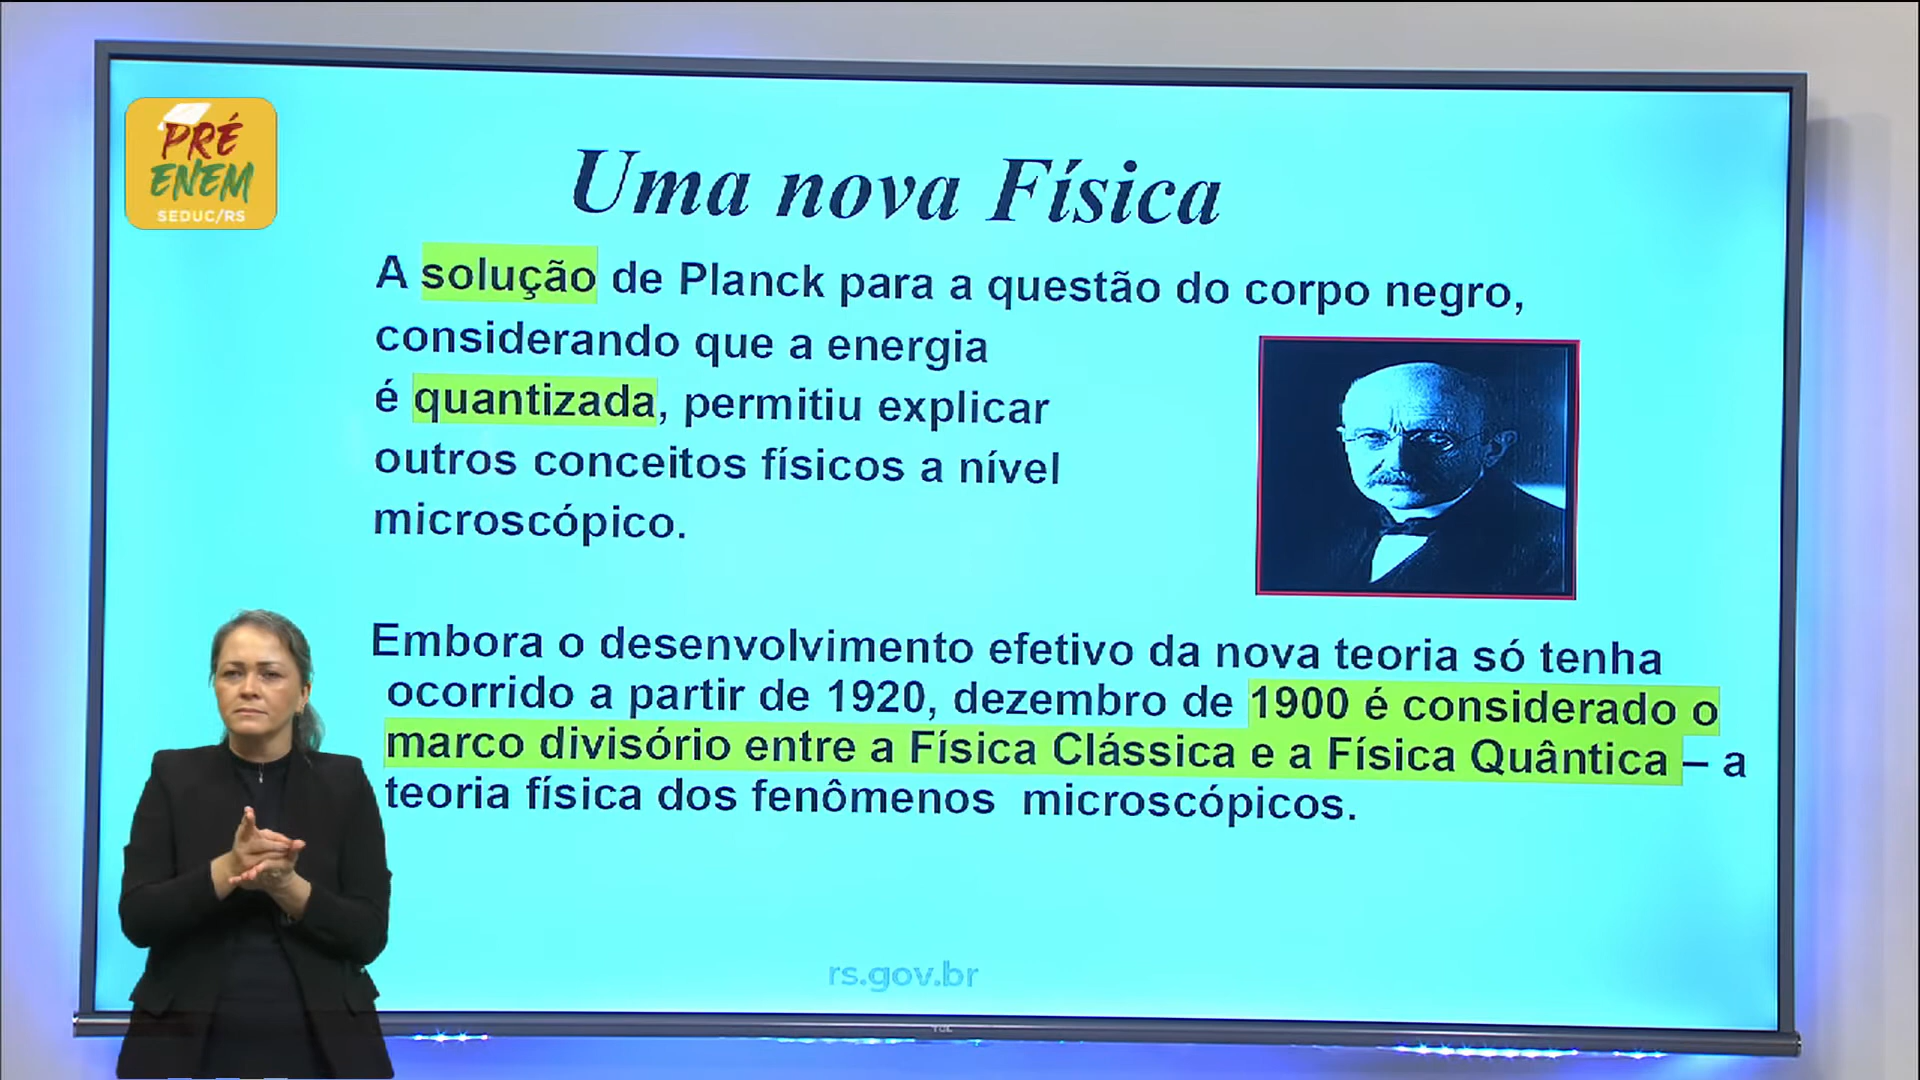 PRÉ
ENEM
SEDUC/RS
Uma nova Física
A solução de Planck para a questão do corpo negro,
considerando que a energia
é quantizada, permitiu explicar
outros conceitos físicos a nível
microscópico.
Embora o desenvolvimento efetivo da nova teoria só tenha
ocorrido a partir de 1920, dezembro de 1900 é considerado o
marco divisório entre a Física Clássica e a Física Quântica – a
teoria física dos fenômenos microscópicos.
rs.gov.br
TCL